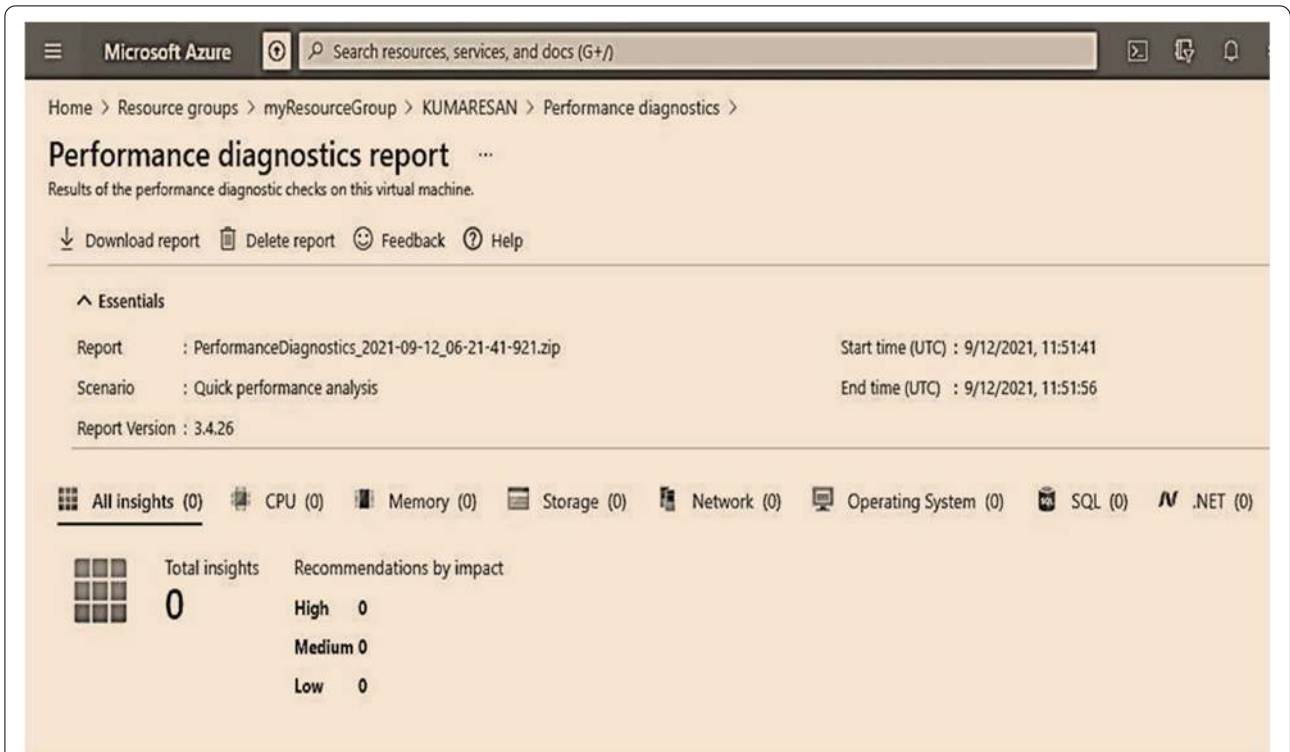 Microsoft Azure Search resources, services, and docs (G+/)
Home > Resource groups > myResourceGroup > KUMARESAN > Performance diagnostics >
Performance diagnostics report ...
Results of the performance diagnostic checks on this virtual machine.
Download report Delete report Feedback Help
Essentials
Report : PerformanceDiagnostics_2021-09-12_06-21-41-921.zip Start time (UTC) : 9/12/2021, 11:51:41
Scenario : Quick performance analysis End time (UTC) : 9/12/2021, 11:51:56
Report Version : 3.4.26
All insights (0) CPU (0) Memory (0) Storage (0) Network (0) Operating System (0) SQL (0) .NET (0)
Total insights Recommendations by impact
0 High 0
Medium 0
Low 0